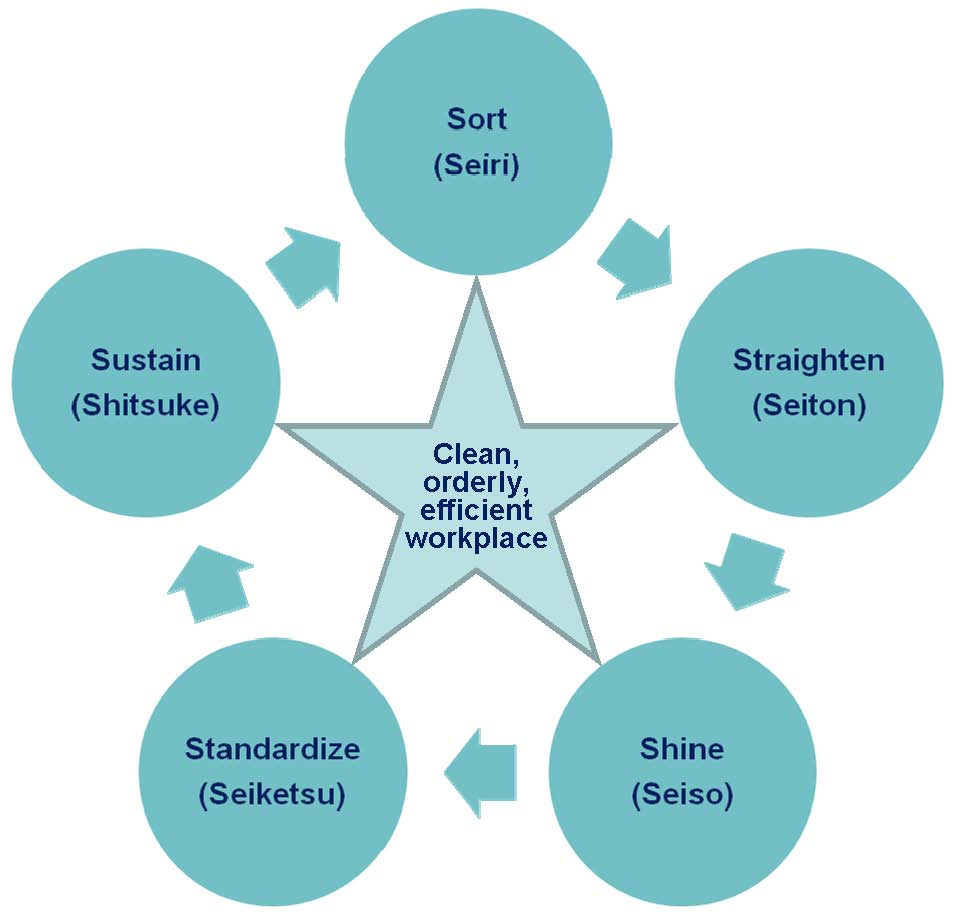 Sort
(Seiri)
Straighten
(Seiton)
Shine
(Seiso)
Standardize
(Seiketsu)
Sustain
(Shitsuke)
Clean,
orderly,
efficient
workplace